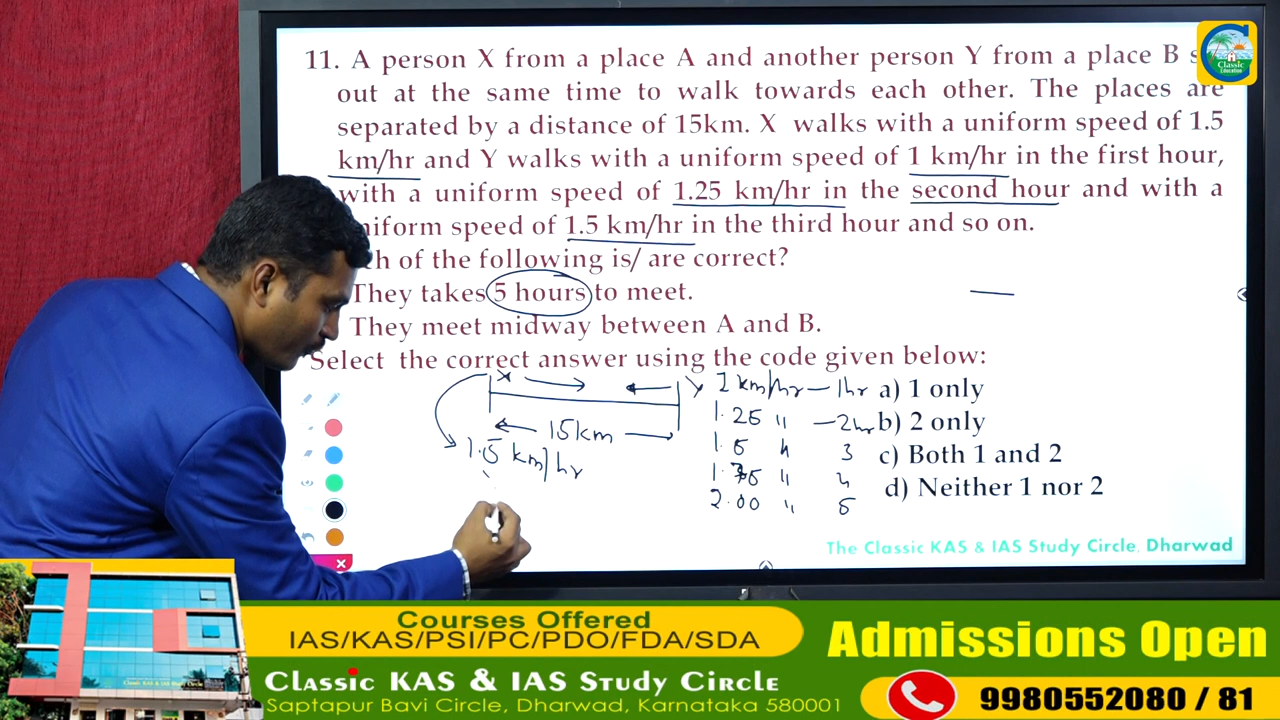 11. A person X from a place A and another person Y from a place B s
out at the same time to walk towards each other. The places are
separated by a distance of 15km. X walks with a uniform speed of 1.5
km/hr and Y walks with a uniform speed of 1 km/hr in the first hour,
with a uniform speed of 1.25 km/hr in the second hour and with a
niform speed of 1.5 km/hr in the third hour and so on.
ch of the following is/ are correct?
They takes 5 hours to meet.
They meet midway between A and B.
Select the correct answer using the code given below:
a) 1 only
b) 2 only
c) Both 1 and 2
d) Neither 1 nor 2
X
Y
15km
1.5 km/hr
1 km/hr – 1hr
1.25 " – 2hr
1.5 " 3
1.75 " 4
2.00 " 5
Classic
Education
The Classic KAS & IAS Study Circle, Dharwad
Courses Offered
IAS/KAS/PSI/PC/PDO/FDA/SDA
Classic KAS & IAS Study Circle
Saptapur Bavi Circle, Dharwad, Karnataka 580001
Admissions Open
9980552080 / 81